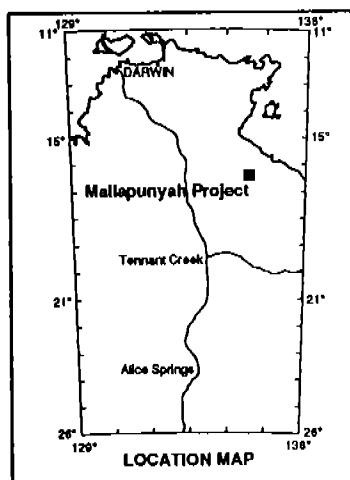 129° 138°
11° 11°
DARWIN
15° 15°
Mallapunyah Project
Tennant Creek
21° 21°
Alice Springs
26° 26°
129° 138°
LOCATION MAP